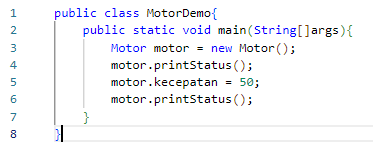 1 public class MotorDemo{
2 public static void main(String[]args){
3 Motor motor = new Motor();
4 motor.printStatus();
5 motor.kecepatan = 50;
6 motor.printStatus();
7 }
8 }